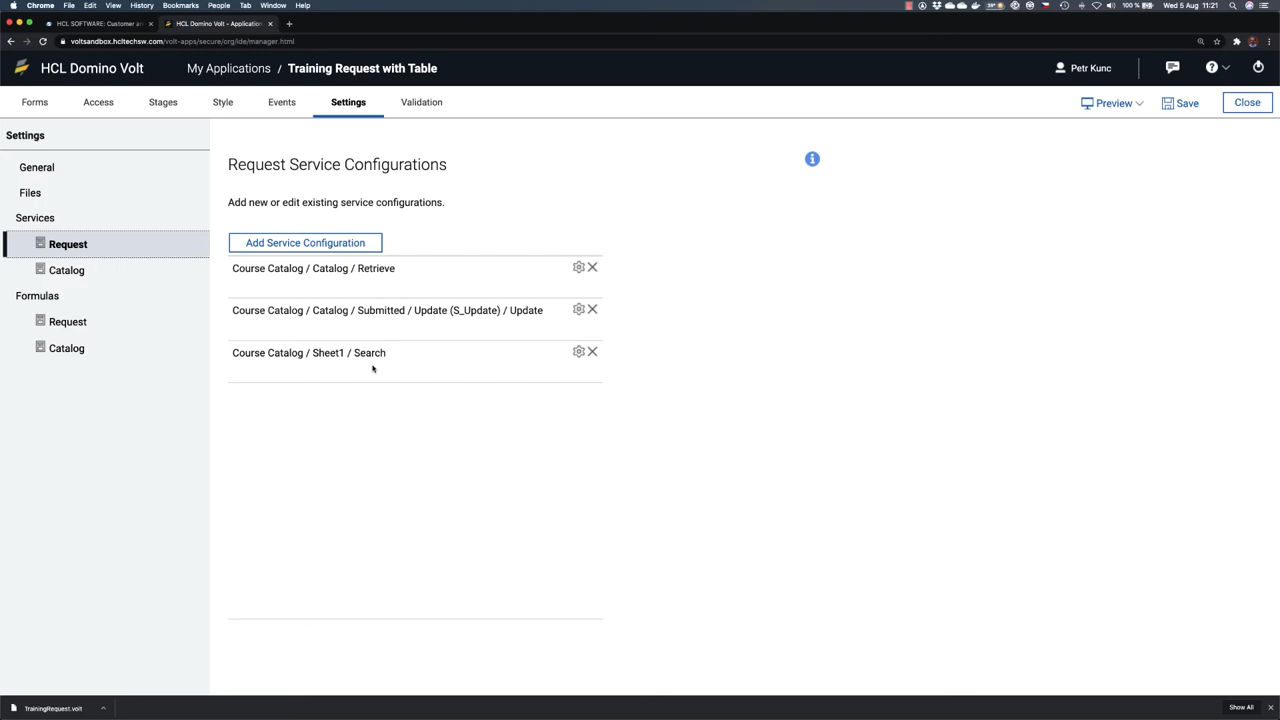 Chrome File Edit View History Bookmarks People Tab Window Help 100 % Wed 5 Aug 11:21
HCL SOFTWARE: Customer an HCL Domino Volt - Application
voltsandbox.hcltechsw.com/volt-apps/secure/org/ide/manager.html
HCL Domino Volt My Applications / Training Request with Table Petr Kunc
Forms Access Stages Style Events Settings Validation Preview Save Close
Settings
General
Files
Services
Request
Catalog
Formulas
Request
Catalog
Request Service Configurations
Add new or edit existing service configurations.
Add Service Configuration
Course Catalog / Catalog / Retrieve
Course Catalog / Catalog / Submitted / Update (S_Update) / Update
Course Catalog / Sheet1 / Search
TrainingRequest.volt Show All